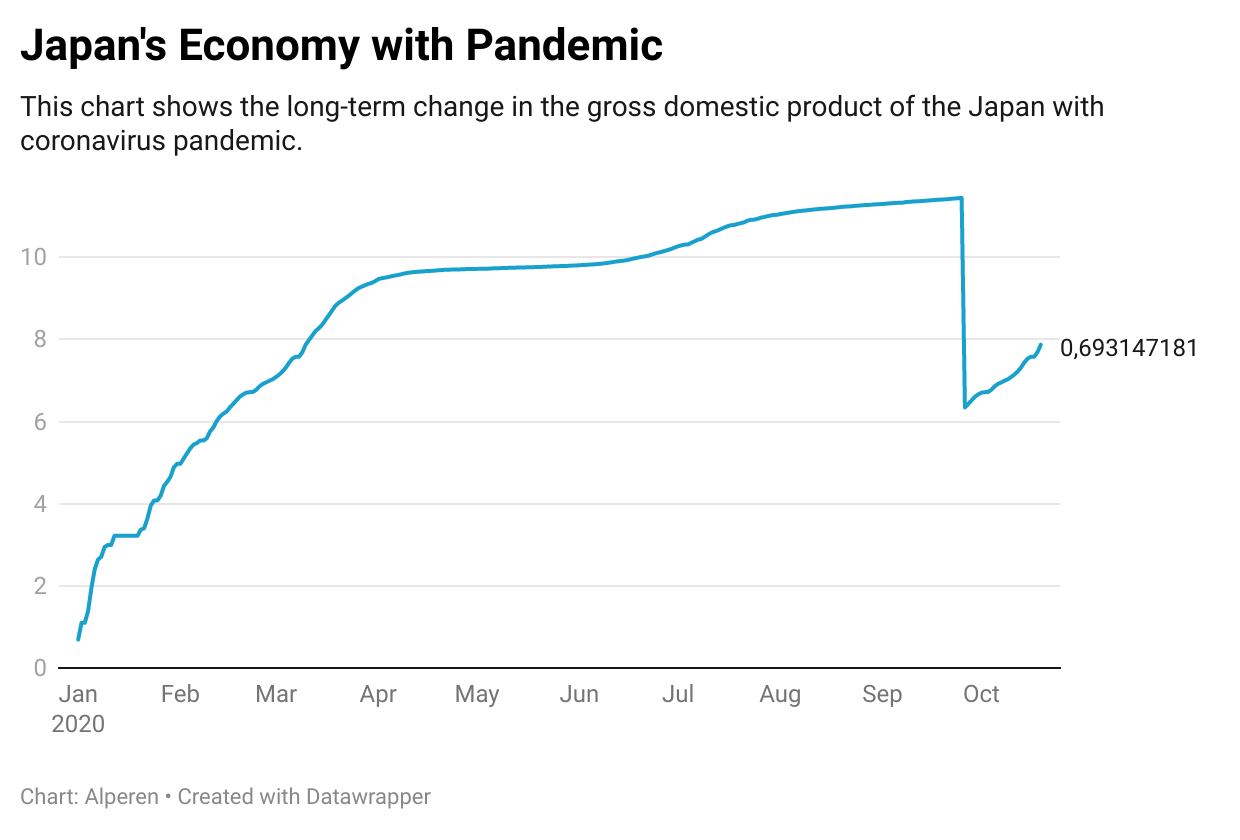 Japan's Economy with Pandemic
This chart shows the long-term change in the gross domestic product of the Japan with
coronavirus pandemic.
10
8
0,693147181
6
4
2
0
Jan Feb Mar Apr May Jun Jul Aug Sep Oct
2020
Chart: Alperen • Created with Datawrapper